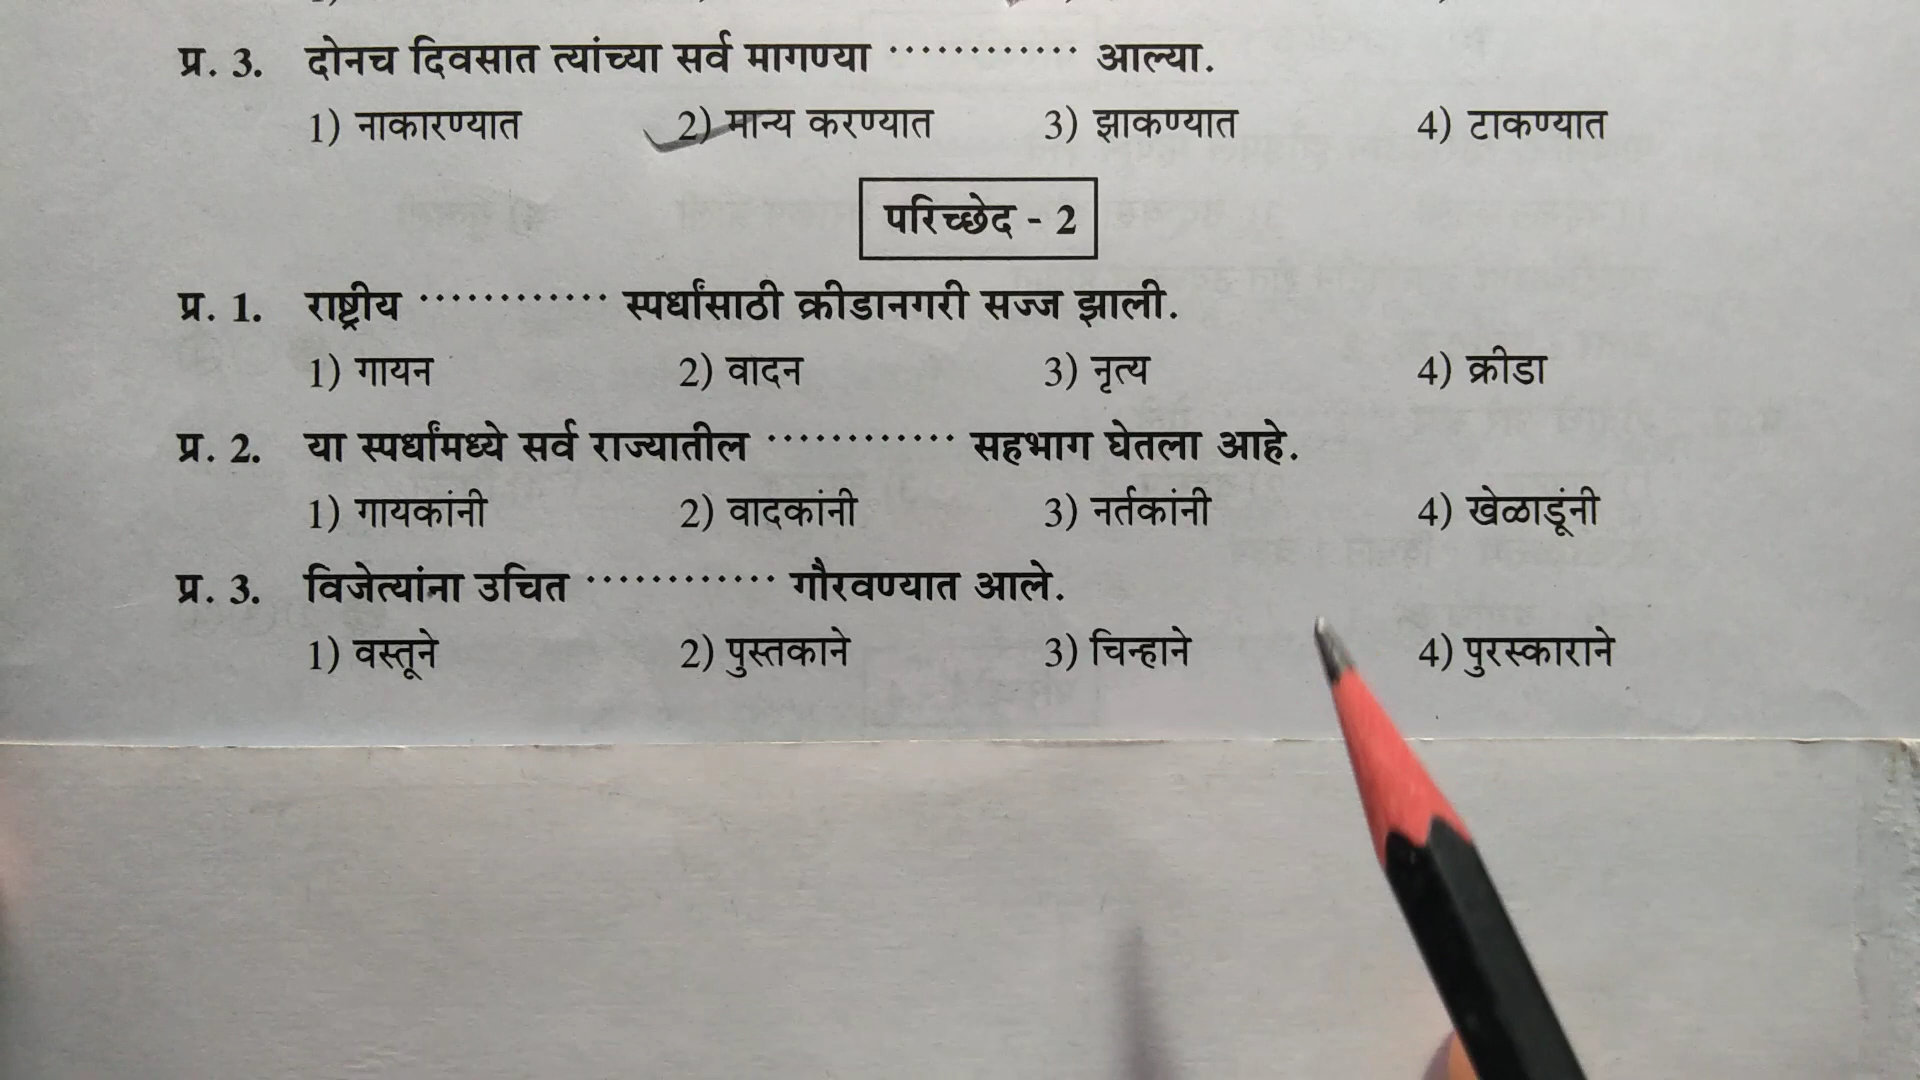 प्र. 3. दोनच दिवसात त्यांच्या सर्व मागण्या ............ आल्या.
1) नाकारण्यात 2) मान्य करण्यात 3) झाकण्यात 4) टाकण्यात
परिच्छेद - 2
प्र. 1. राष्ट्रीय ............ स्पर्धांसाठी क्रीडानगरी सज्ज झाली.
1) गायन 2) वादन 3) नृत्य 4) क्रीडा
प्र. 2. या स्पर्धांमध्ये सर्व राज्यातील ............ सहभाग घेतला आहे.
1) गायकांनी 2) वादकांनी 3) नर्तकांनी 4) खेळाडूंनी
प्र. 3. विजेत्यांना उचित ............ गौरवण्यात आले.
1) वस्तूने 2) पुस्तकाने 3) चिन्हाने 4) पुरस्काराने